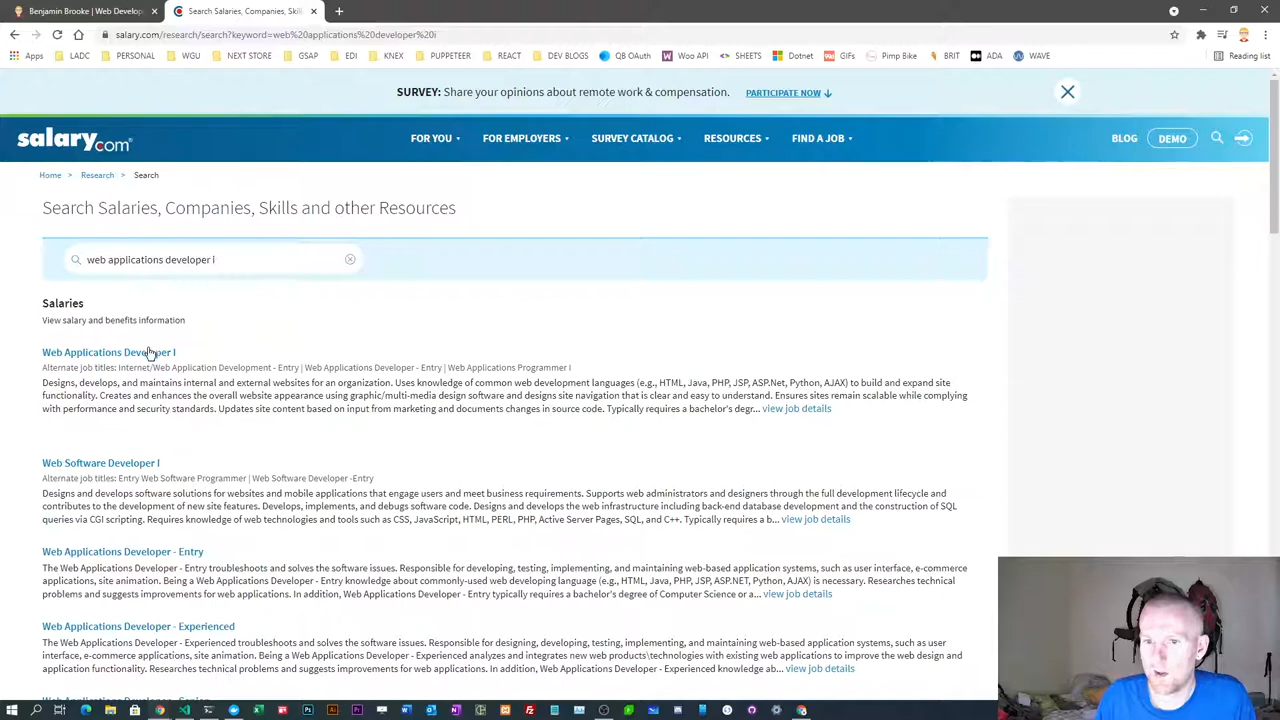 Benjamin Brooke // Web Develop
Search Salaries, Companies, Skil
salary.com/research/search?keyword=web%20applications%20developer%20i
Apps LADC PERSONAL WGU NEXT STORE GSAP EDI KNEX PUPPETEER REACT DEV BLOGS QB OAuth Woo API SHEETS Dotnet GIFs Pimp Bike BRIT ADA WAVE Reading list
SURVEY: Share your opinions about remote work & compensation. PARTICIPATE NOW
salary.com FOR YOU FOR EMPLOYERS SURVEY CATALOG RESOURCES FIND A JOB BLOG DEMO
Home > Research > Search
Search Salaries, Companies, Skills and other Resources
web applications developer i
Salaries
View salary and benefits information
Web Applications Developer I
Alternate job titles: Internet/Web Application Development - Entry | Web Applications Developer - Entry | Web Applications Programmer I
Designs, develops, and maintains internal and external websites for an organization. Uses knowledge of common web development languages (e.g., HTML, Java, PHP, JSP, ASP.Net, Python, AJAX) to build and expand site
functionality. Creates and enhances the overall website appearance using graphic/multi-media design software and designs site navigation that is clear and easy to understand. Ensures sites remain scalable while complying
with performance and security standards. Updates site content based on input from marketing and documents changes in source code. Typically requires a bachelor's degr... view job details
Web Software Developer I
Alternate job titles: Entry Web Software Programmer | Web Software Developer -Entry
Designs and develops software solutions for websites and mobile applications that engage users and meet business requirements. Supports web administrators and designers through the full development lifecycle and
contributes to the development of new site features. Develops, implements, and debugs software code. Designs and develops the web infrastructure including back-end database development and the construction of SQL
queries via CGI scripting. Requires knowledge of web technologies and tools such as CSS, JavaScript, HTML, PERL, PHP, Active Server Pages, SQL, and C++. Typically requires a b... view job details
Web Applications Developer - Entry
The Web Applications Developer - Entry troubleshoots and solves the software issues. Responsible for developing, testing, implementing, and maintaining web-based application systems, such as user interface, e-commerce
applications, site animation. Being a Web Applications Developer - Entry knowledge about commonly-used web developing language (e.g., HTML, Java, PHP, JSP, ASP.NET, Python, AJAX) is necessary. Researches technical
problems and suggests improvements for web applications. In addition, Web Applications Developer - Entry typically requires a bachelor's degree of Computer Science or a... view job details
Web Applications Developer - Experienced
The Web Applications Developer - Experienced troubleshoots and solves the software issues. Responsible for designing, developing, testing, implementing, and maintaining web-based application systems, such as user
interface, e-commerce applications, site animation. Being a Web Applications Developer - Experienced analyzes and integrates new web products\technologies with existing web applications to improve the web design and
application functionality. Researches technical problems and suggests improvements for web applications. In addition, Web Applications Developer - Experienced knowledge ab... view job details